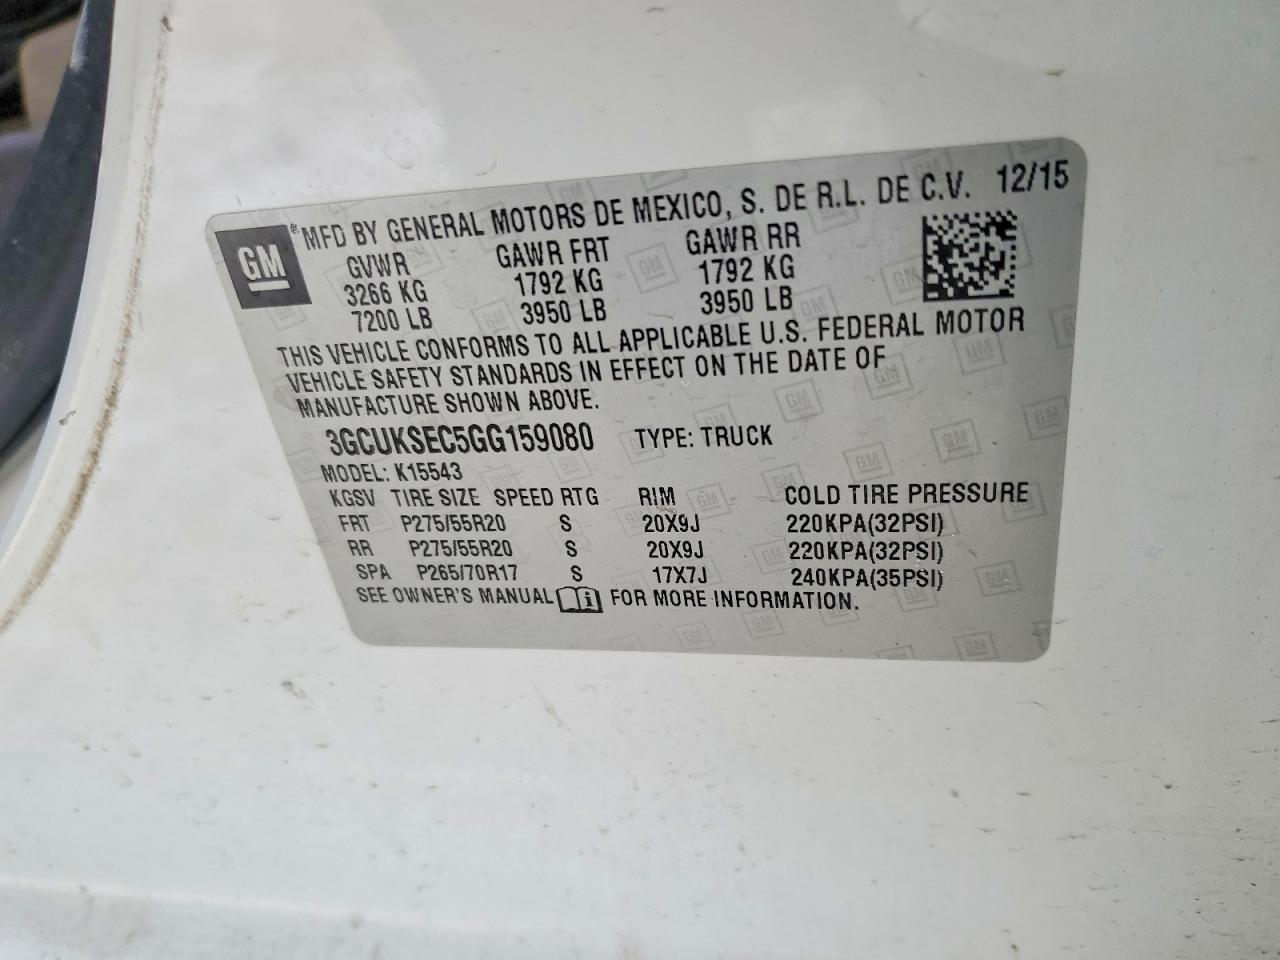 GM
® MFD BY GENERAL MOTORS DE MEXICO, S. DE R.L. DE C.V. 12/15
GVWR GAWR FRT GAWR RR
3266 KG 1792 KG 1792 KG
7200 LB 3950 LB 3950 LB
THIS VEHICLE CONFORMS TO ALL APPLICABLE U.S. FEDERAL MOTOR
VEHICLE SAFETY STANDARDS IN EFFECT ON THE DATE OF
MANUFACTURE SHOWN ABOVE.
3GCUKSEC5GG159080 TYPE: TRUCK
MODEL: K15543
KGSV TIRE SIZE SPEED RTG RIM COLD TIRE PRESSURE
FRT P275/55R20 S 20X9J 220KPA(32PSI)
RR P275/55R20 S 20X9J 220KPA(32PSI)
SPA P265/70R17 S 17X7J 240KPA(35PSI)
SEE OWNER'S MANUAL FOR MORE INFORMATION.